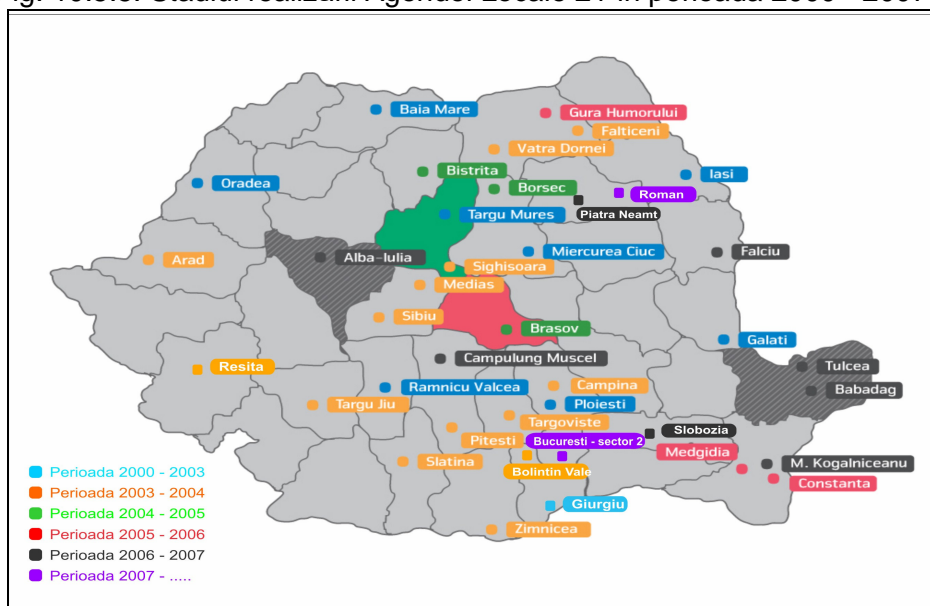 Baia Mare
Gura Humorului
Falticeni
Vatra Dornei
Bistrita
Iasi
Oradea
Borsec
Roman
Targu Mures
Piatra Neamt
Miercurea Ciuc
Falciu
Arad
Alba-Iulia
Sighisoara
Medias
Sibiu
Brasov
Galati
Campulung Muscel
Resita
Tulcea
Ramnicu Valcea
Campina
Babadag
Targu Jiu
Ploiesti
Targoviste
Pitesti
Bucuresti - sector 2
Slobozia
Medgidia
Slatina
Bolintin Vale
M. Kogalniceanu
Constanta
Giurgiu
Zimnicea
Perioada 2000 - 2003
Perioada 2003 - 2004
Perioada 2004 - 2005
Perioada 2005 - 2006
Perioada 2006 - 2007
Perioada 2007 - .....